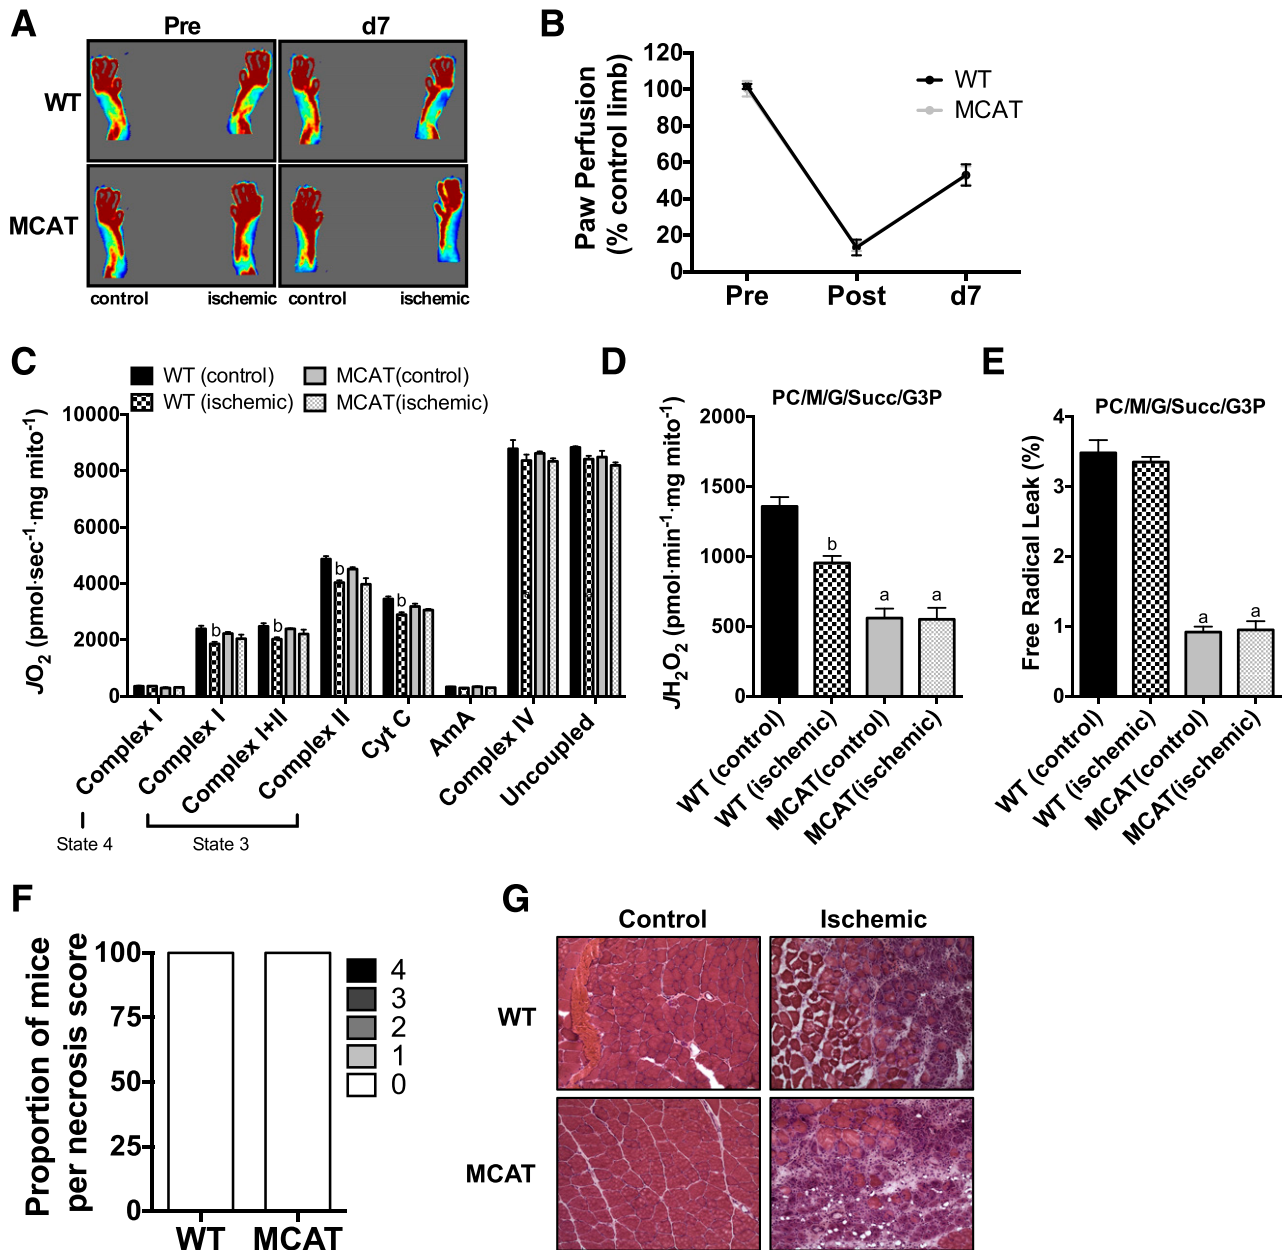 A
Pre
d7
WT
MCAT
control
ischemic
control
ischemic
B
Paw Perfusion
(% control limb)
120
100
80
60
40
20
0
Pre
Post
d7
WT
MCAT
C
WT (control)
MCAT(control)
WT (ischemic)
MCAT(ischemic)
JO2 (pmol·sec-1·mg mito-1)
10000
8000
6000
4000
2000
0
b
b
b
b
Complex I
Complex I
Complex I+II
Complex II
Cyt C
AmA
Complex IV
Uncoupled
State 4
State 3
D
PC/M/G/Succ/G3P
JH2O2 (pmol·min-1·mg mito-1)
2000
1500
1000
500
0
b
a
a
WT (control)
WT (ischemic)
MCAT(control)
MCAT(ischemic)
E
PC/M/G/Succ/G3P
Free Radical Leak (%)
4
3
2
1
0
a
a
WT (control)
WT (ischemic)
MCAT(control)
MCAT(ischemic)
F
Proportion of mice
per necrosis score
100
75
50
25
0
WT
MCAT
4
3
2
1
0
G
Control
Ischemic
WT
MCAT